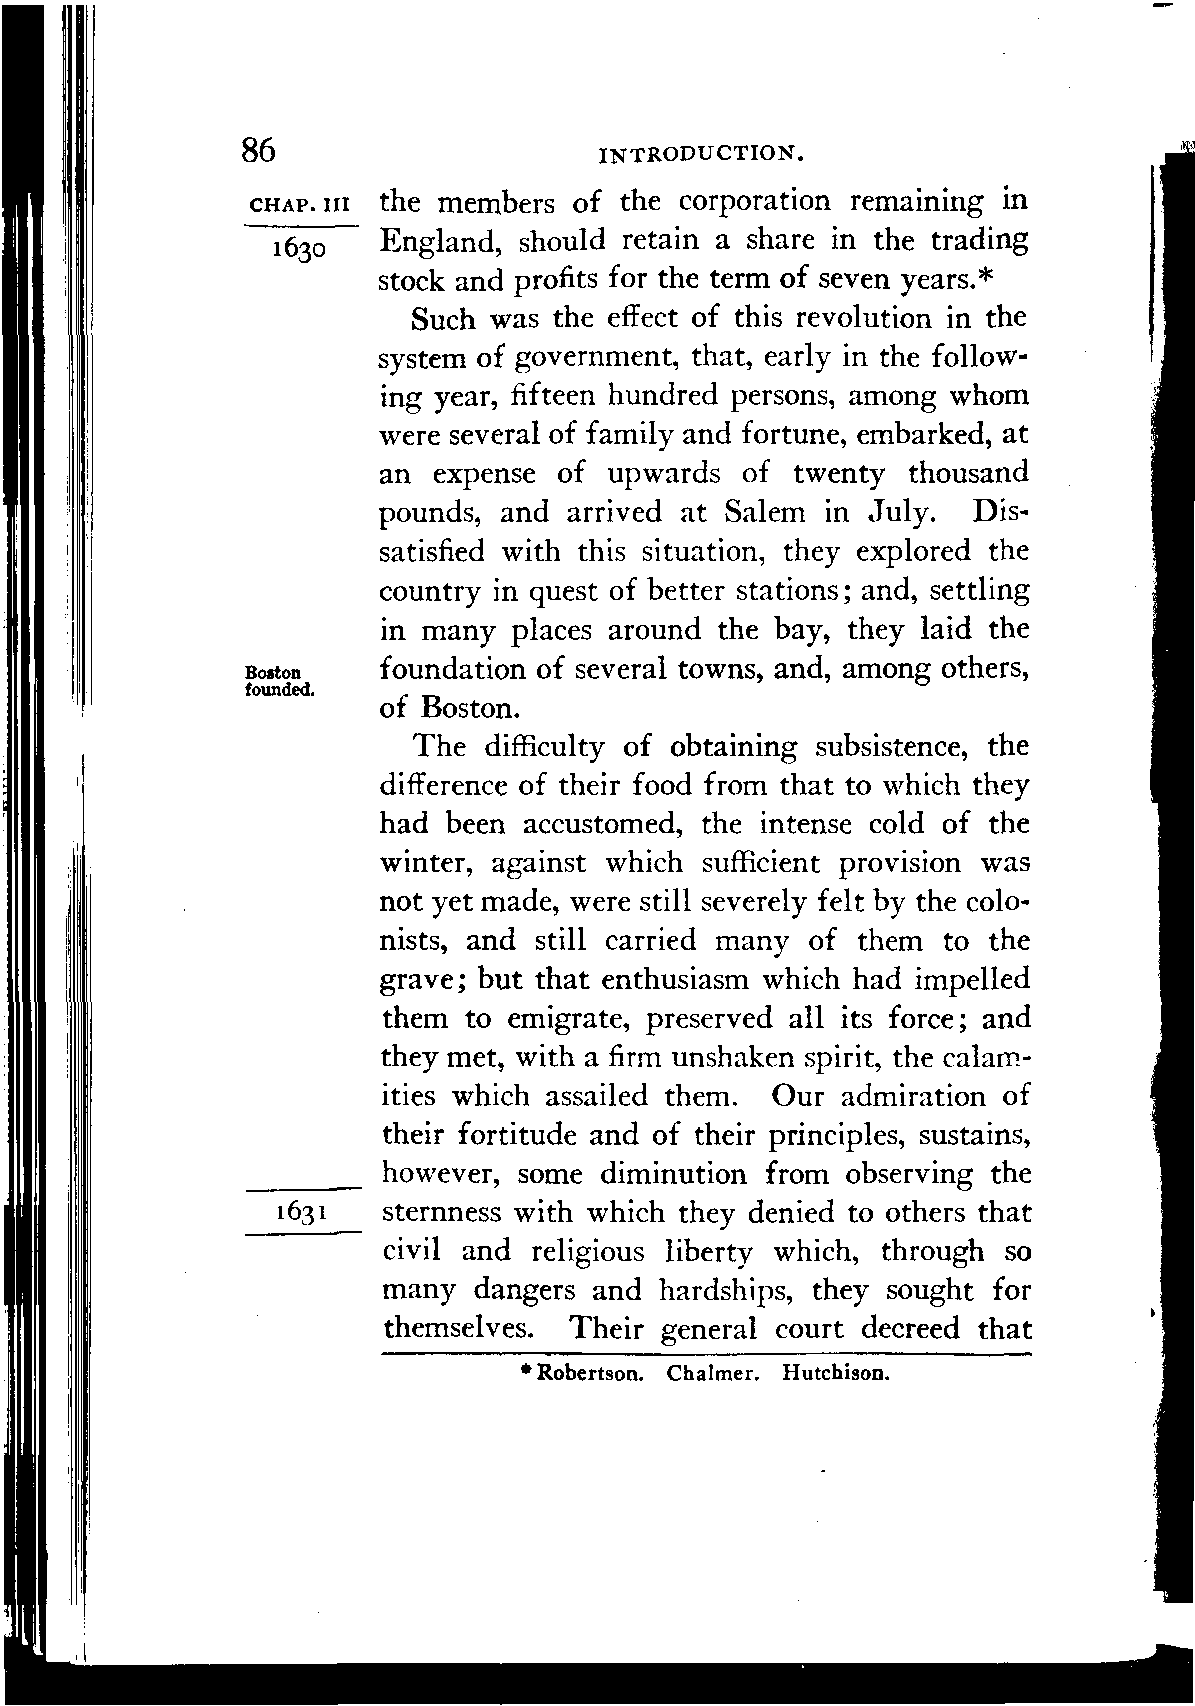 86
INTRODUCTION.
CHAP. III
1630
the members of the corporation remaining in
England, should retain a share in the trading
stock and profits for the term of seven years.*
Such was the effect of this revolution in the
system of government, that, early in the follow-
ing year, fifteen hundred persons, among whom
were several of family and fortune, embarked, at
an expense of upwards of twenty thousand
pounds, and arrived at Salem in July. Dis-
satisfied with this situation, they explored the
country in quest of better stations; and, settling
in many places around the bay, they laid the
Boston
founded.
foundation of several towns, and, among others,
of Boston.
The difficulty of obtaining subsistence, the
difference of their food from that to which they
had been accustomed, the intense cold of the
winter, against which sufficient provision was
not yet made, were still severely felt by the colo-
nists, and still carried many of them to the
grave; but that enthusiasm which had impelled
them to emigrate, preserved all its force; and
they met, with a firm unshaken spirit, the calam-
ities which assailed them. Our admiration of
their fortitude and of their principles, sustains,
however, some diminution from observing the
1631
sternness with which they denied to others that
civil and religious liberty which, through so
many dangers and hardships, they sought for
themselves. Their general court decreed that
*Robertson. Chalmer. Hutchison.